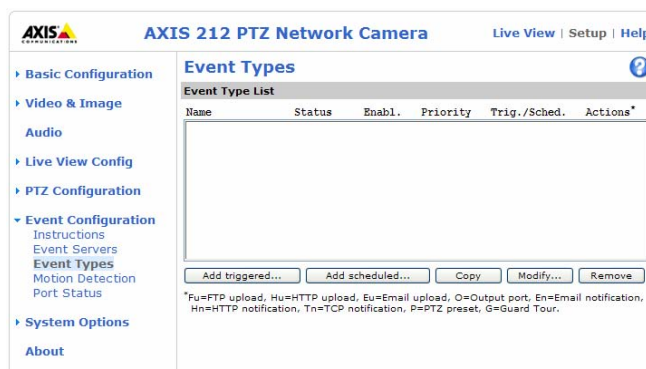 AXIS
COMMUNICATIONS
AXIS 212 PTZ Network Camera
Live View | Setup | Help
Basic Configuration
Video & Image
Audio
Live View Config
PTZ Configuration
Event Configuration
Instructions
Event Servers
Event Types
Motion Detection
Port Status
System Options
About
Event Types
?
Event Type List
Name Status Enabl. Priority Trig./Sched. Actions*
Add triggered... Add scheduled... Copy Modify... Remove
*Fu=FTP upload, Hu=HTTP upload, Eu=Email upload, O=Output port, En=Email notification,
Hn=HTTP notification, Tn=TCP notification, P=PTZ preset, G=Guard Tour.